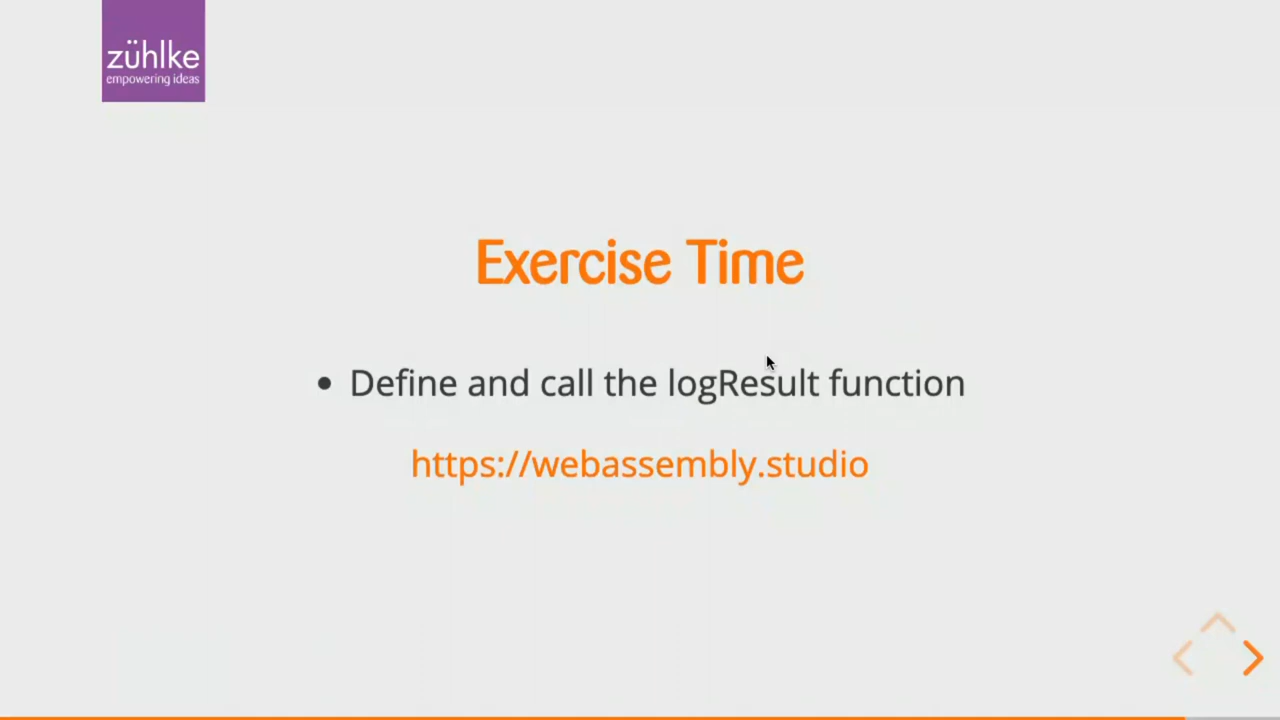 zühlke
empowering ideas
Exercise Time
• Define and call the logResult function
https://webassembly.studio